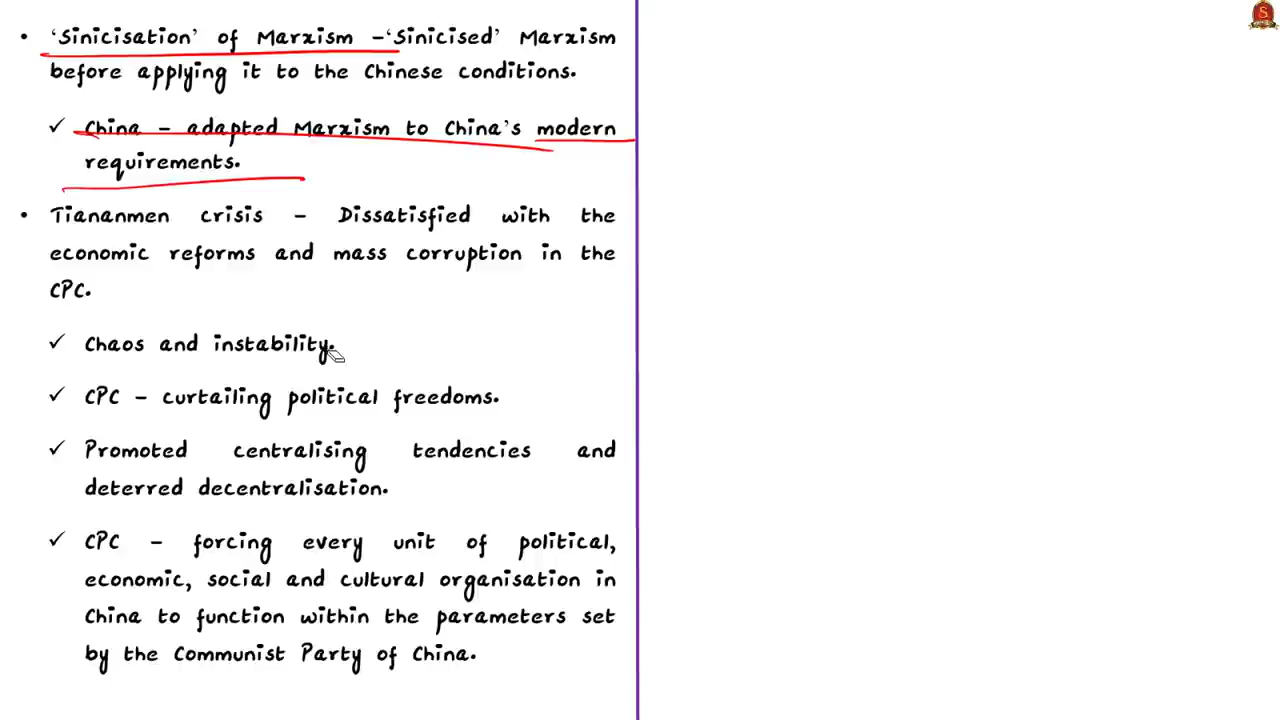 • ‘Sinicisation’ of Marxism –‘Sinicised’ Marxism
before applying it to the Chinese conditions.
✓ China – adapted Marxism to China’s modern
requirements.
• Tiananmen crisis – Dissatisfied with the
economic reforms and mass corruption in the
CPC.
✓ Chaos and instability.
✓ CPC – curtailing political freedoms.
✓ Promoted centralising tendencies and
deterred decentralisation.
✓ CPC – forcing every unit of political,
economic, social and cultural organisation in
China to function within the parameters set
by the Communist Party of China.